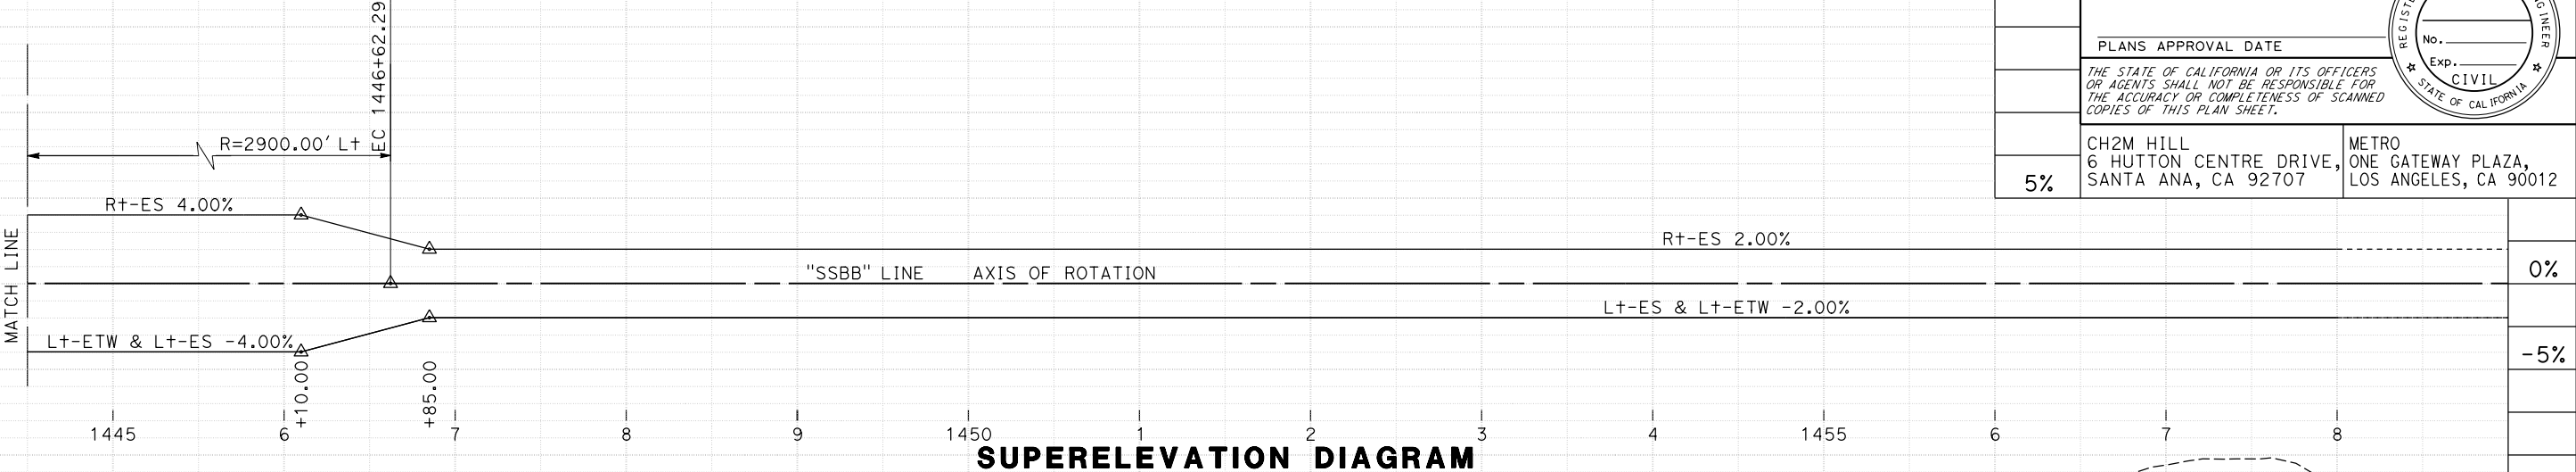 EC 1446+62.29
R=2900.00' Lt
Rt-ES 4.00%
MATCH LINE
Lt-ETW & Lt-ES -4.00%
+10.00
+85.00
"SSBB" LINE AXIS OF ROTATION
Rt-ES 2.00%
Lt-ES & Lt-ETW -2.00%
1445 6 7 8 9 1450 1 2 3 4 1455 6 7 8
SUPERELEVATION DIAGRAM
PLANS APPROVAL DATE
THE STATE OF CALIFORNIA OR ITS OFFICERS
OR AGENTS SHALL NOT BE RESPONSIBLE FOR
THE ACCURACY OR COMPLETENESS OF SCANNED
COPIES OF THIS PLAN SHEET.
No.
Exp.
CIVIL
STATE OF CALIFORNIA
CH2M HILL
6 HUTTON CENTRE DRIVE,
SANTA ANA, CA 92707
METRO
ONE GATEWAY PLAZA,
LOS ANGELES, CA 90012
5%
0%
-5%